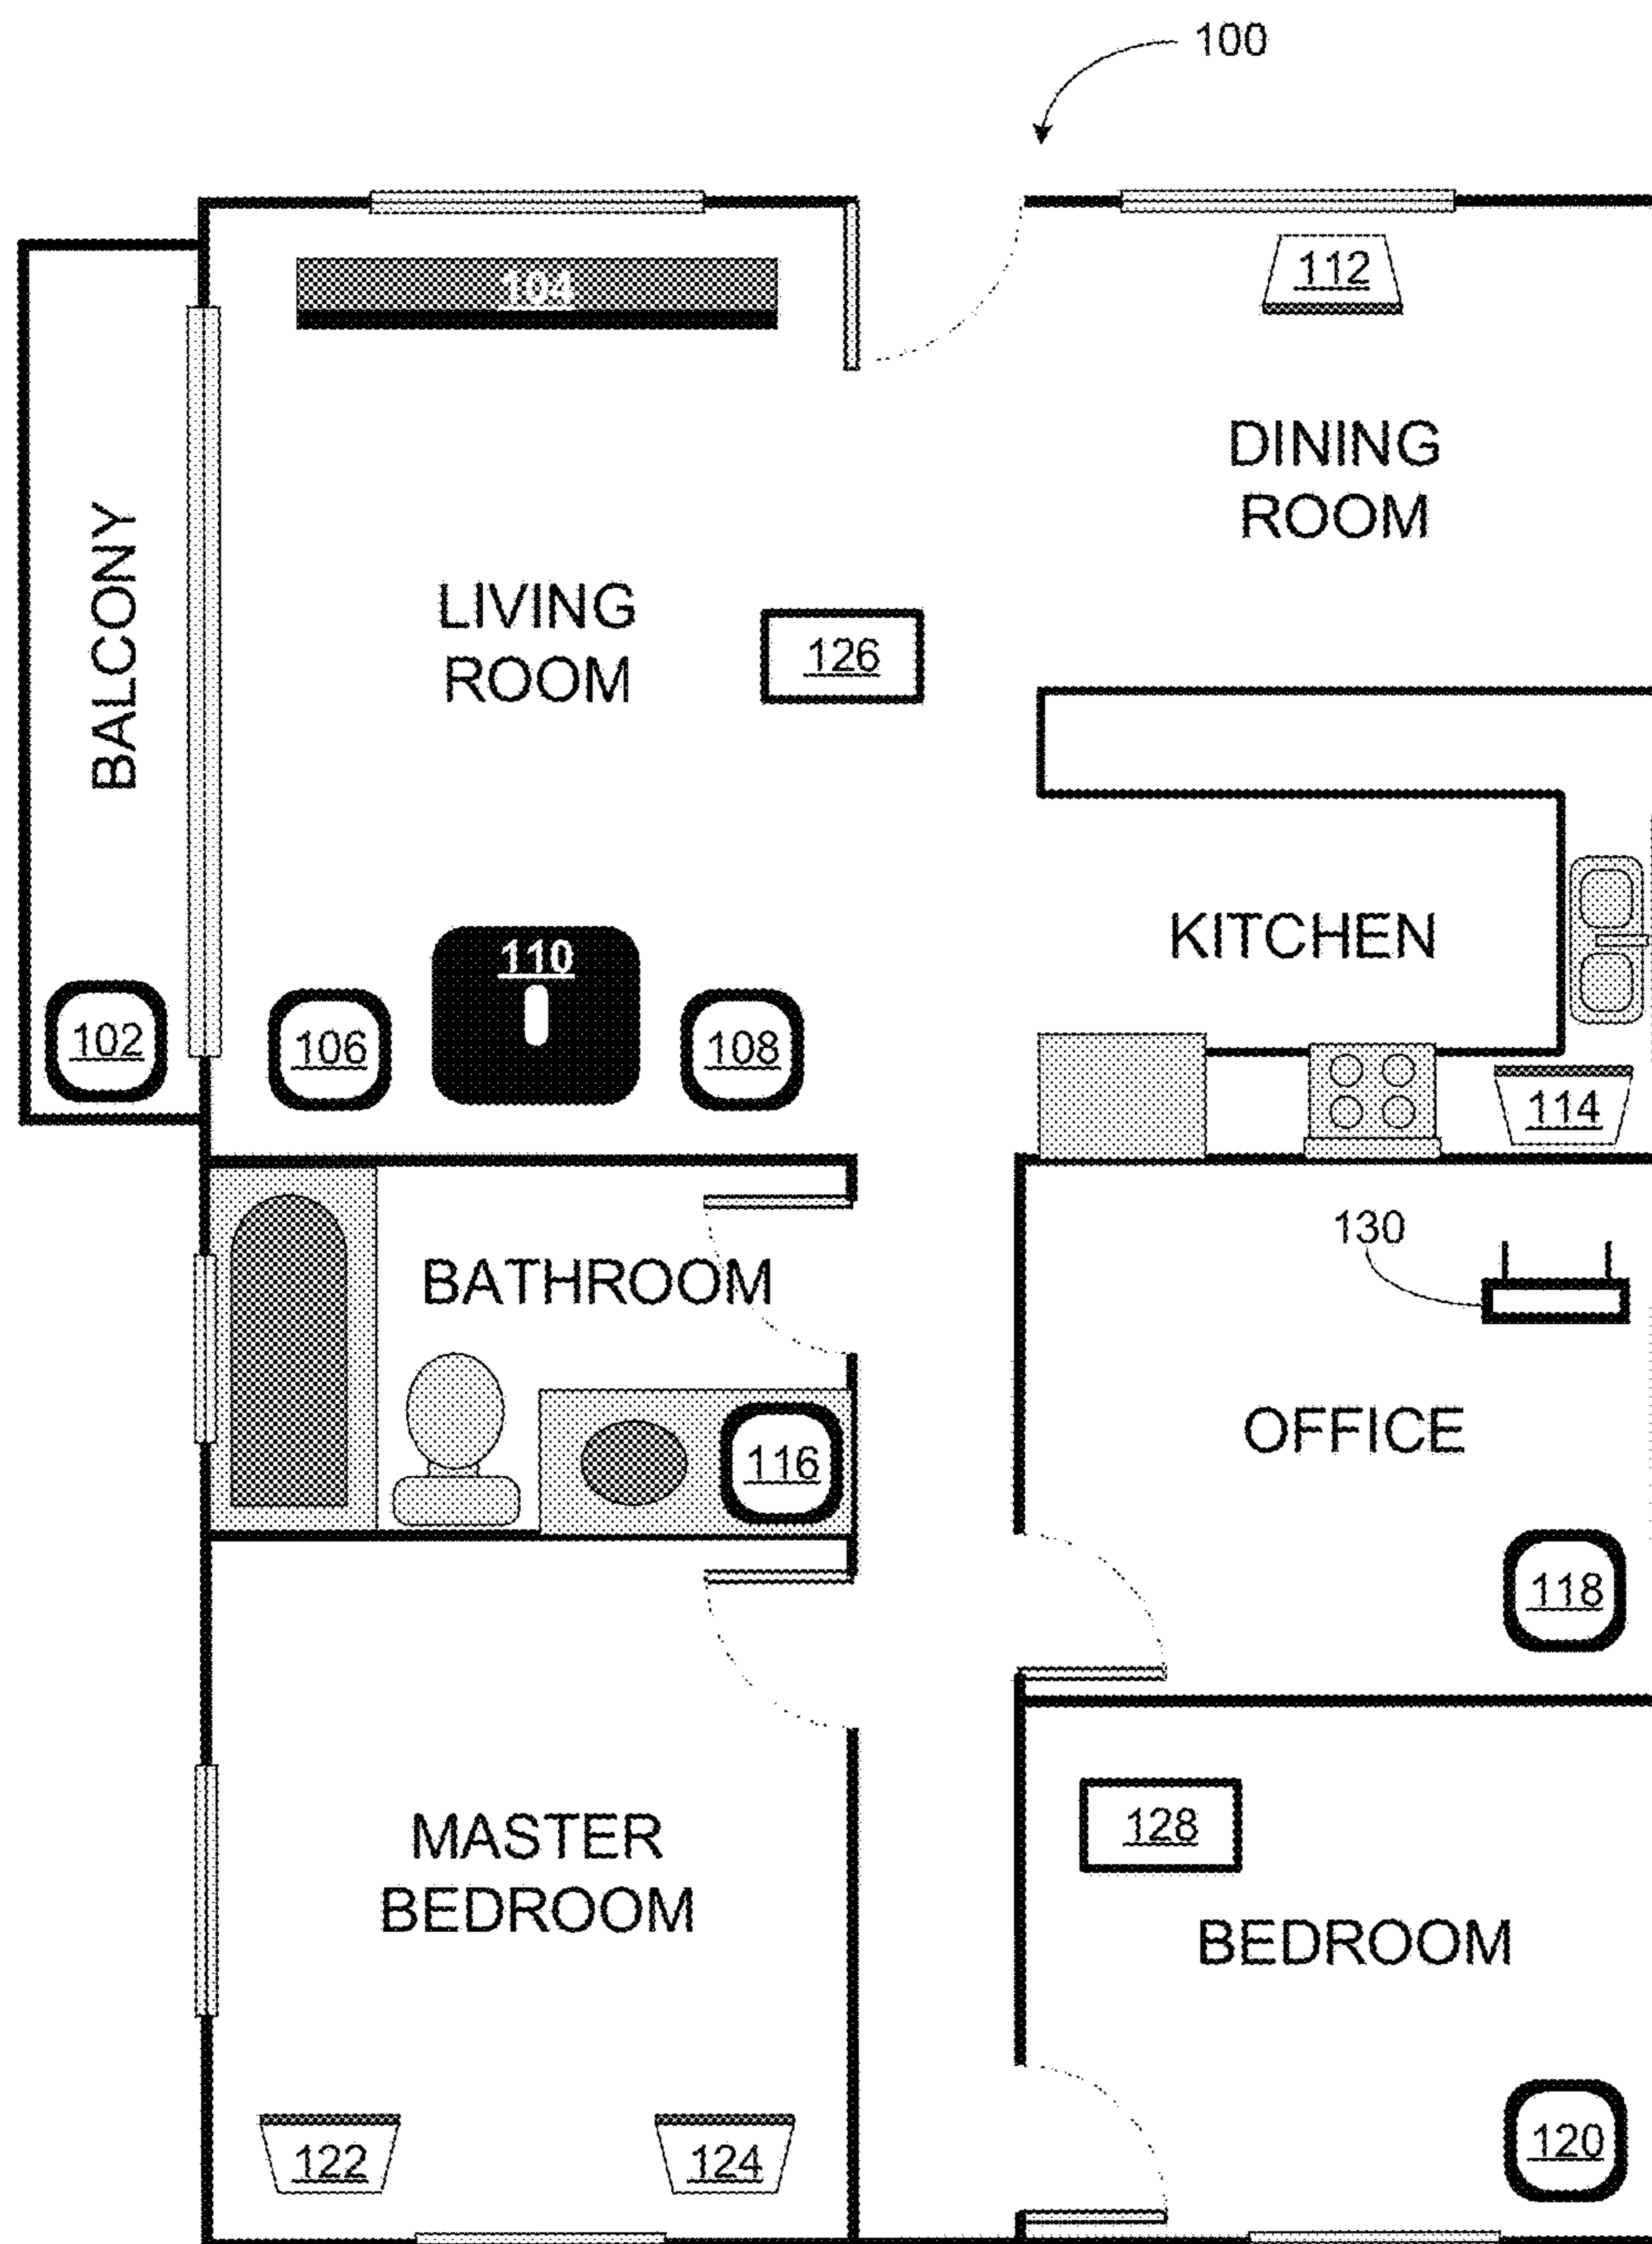 100
104
112
DINING
ROOM
BALCONY
LIVING
ROOM
126
KITCHEN
110
102
106
108
114
BATHROOM
130
OFFICE
116
118
MASTER
BEDROOM
128
BEDROOM
122
124
120